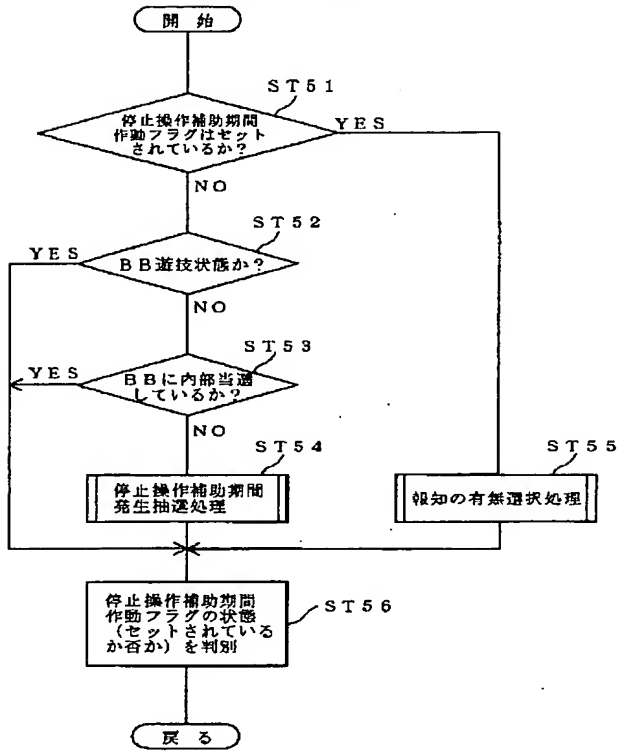 開 始
ST51
停止操作補助期間
作動フラグはセット
されているか？
YES
NO
ST52
YES
BB遊技状態か？
NO
ST53
YES
BBに内部当選
しているか？
NO
ST54
停止操作補助期間
発生抽選処理
ST55
報知の有無選択処理
停止操作補助期間
作動フラグの状態
（セットされている
か否か）を判別
ST56
戻 る